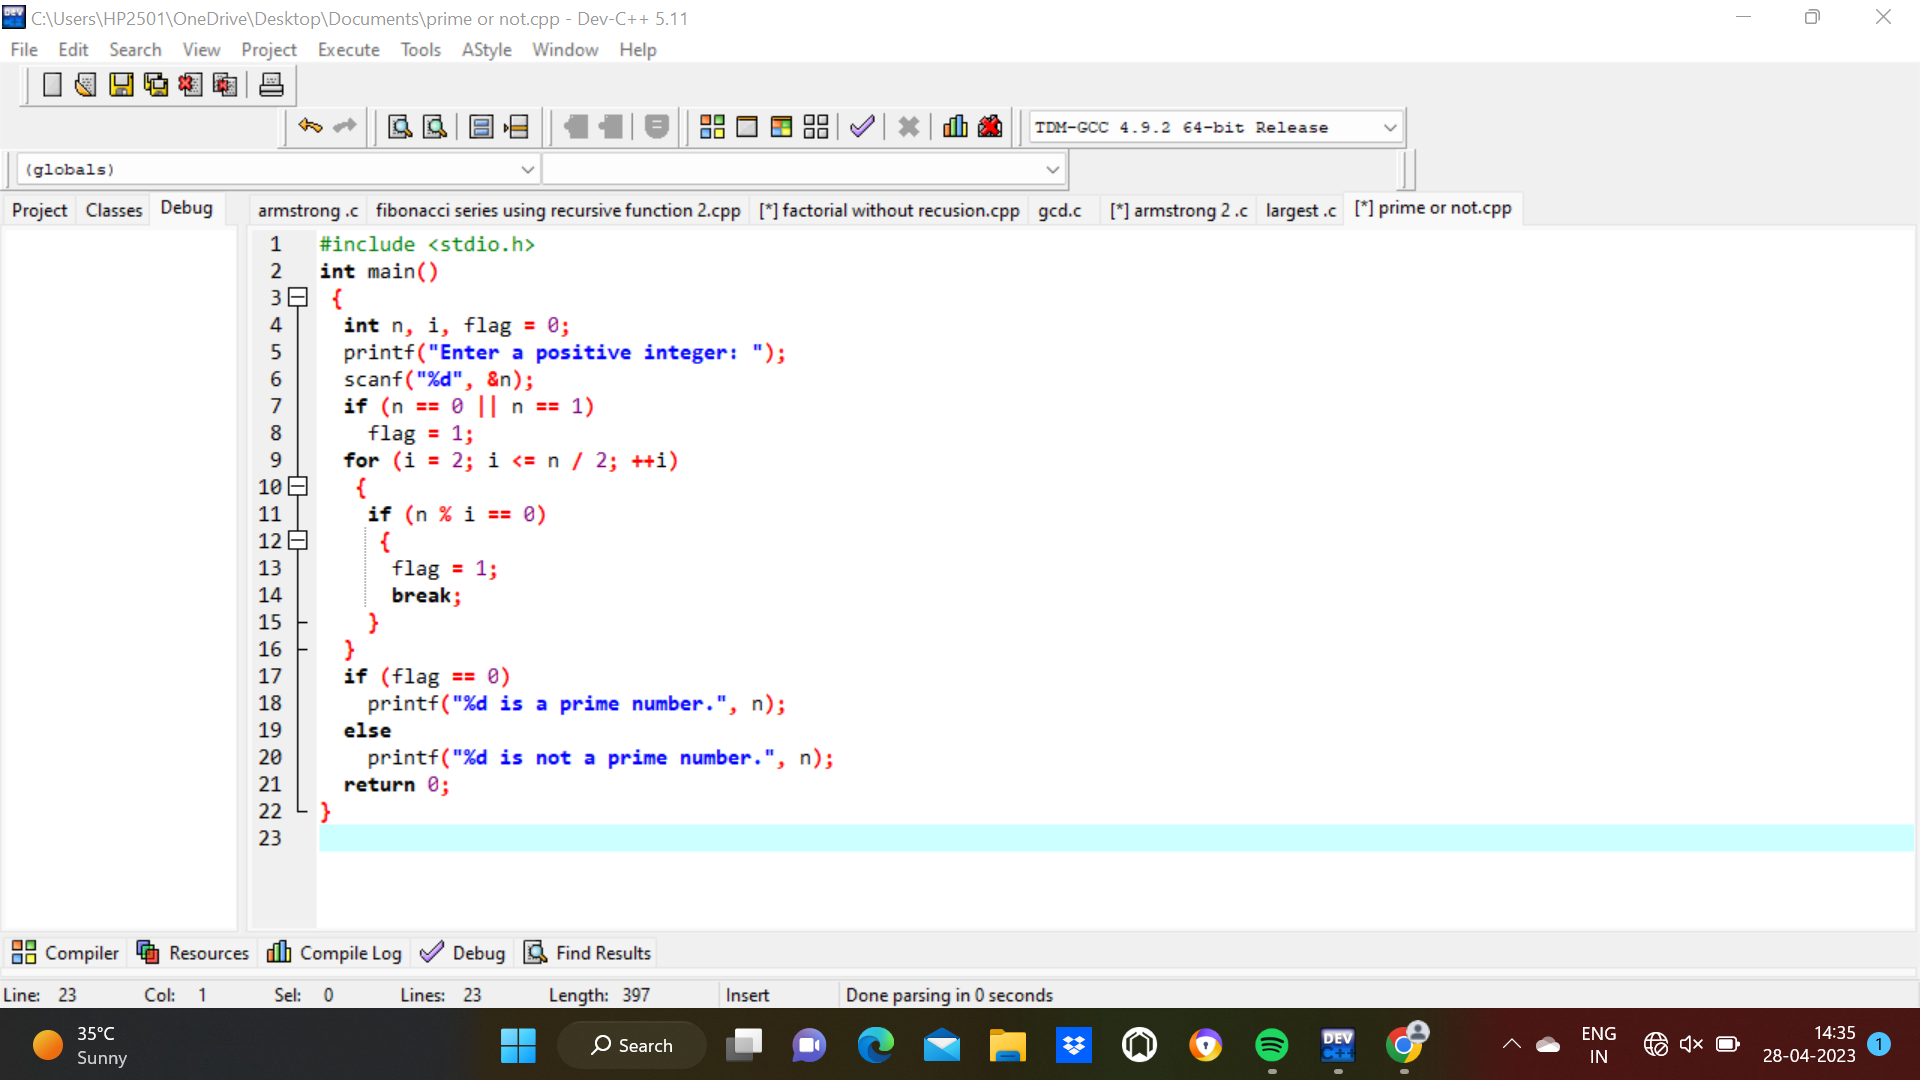 C:\Users\HP2501\OneDrive\Desktop\Documents\prime or not.cpp - Dev-C++ 5.11
File Edit Search View Project Execute Tools AStyle Window Help
TDM-GCC 4.9.2 64-bit Release
(globals)
Project Classes Debug armstrong .c fibonacci series using recursive function 2.cpp [*] factorial without recusion.cpp gcd.c [*] armstrong 2 .c largest .c [*] prime or not.cpp
1 #include <stdio.h>
2 int main()
3 {
4 int n, i, flag = 0;
5 printf("Enter a positive integer: ");
6 scanf("%d", &n);
7 if (n == 0 || n == 1)
8 flag = 1;
9 for (i = 2; i <= n / 2; ++i)
10 {
11 if (n % i == 0)
12 {
13 flag = 1;
14 break;
15 }
16 }
17 if (flag == 0)
18 printf("%d is a prime number.", n);
19 else
20 printf("%d is not a prime number.", n);
21 return 0;
22 }
23
Compiler Resources Compile Log Debug Find Results
Line: 23 Col: 1 Sel: 0 Lines: 23 Length: 397 Insert Done parsing in 0 seconds
35°C
Sunny
Search
DEV
C++
ENG
IN
14:35
28-04-2023
1